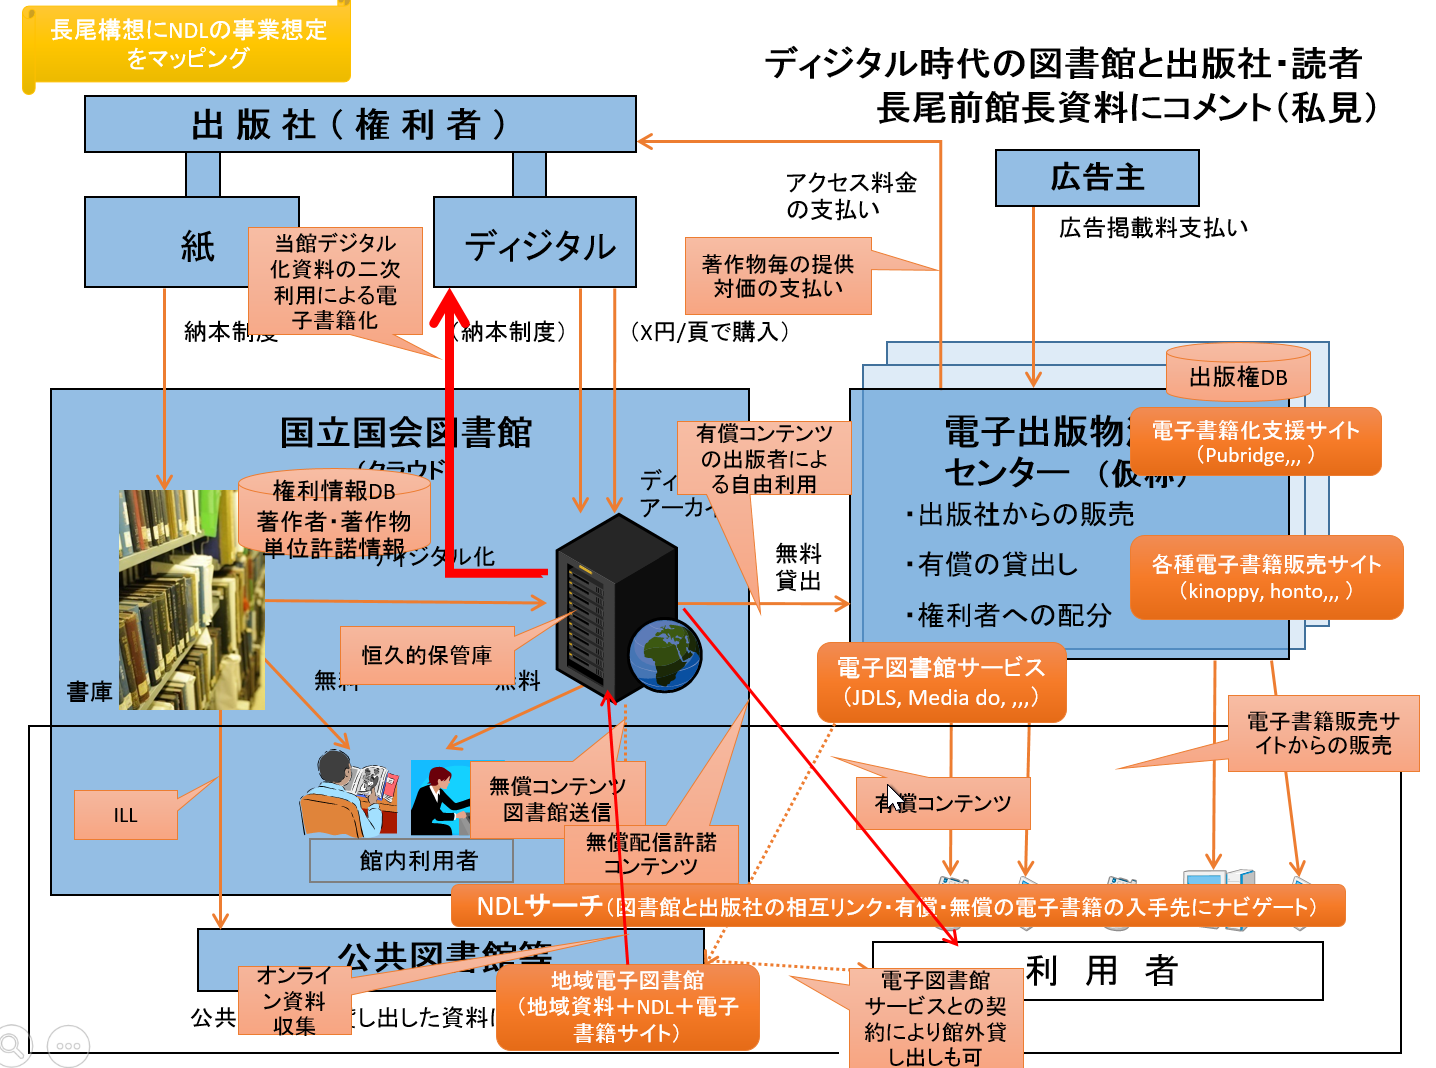 長尾構想にNDLの事業想定
をマッピング
ディジタル時代の図書館と出版社・読者
長尾前館長資料にコメント（私見）
出版社（権利者）
広告主
アクセス料金
の支払い
広告掲載料支払い
紙
ディジタル
当館デジタル
化資料の二次
利用による電
子書籍化
著作物毎の提供
対価の支払い
納本制度
（納本制度）
（X円/頁で購入）
出版権DB
国立国会図書館
（クラウド
電子出版物
センター （仮称）
電子書籍化支援サイト
（Pubridge,,, ）
有償コンテンツ
の出版者によ
る自由利用
権利情報DB
著作者・著作物
単位許諾情報
ディ
アーカイ
・出版社からの販売
・有償の貸出し
・権利者への配分
ディジタル化
無料
貸出
各種電子書籍販売サイト
（kinoppy, honto,,, ）
恒久的保管庫
書庫
無料
無料
電子図書館サービス
（JDLS, Media do, ,,,）
電子書籍販売サ
イトからの販売
無償コンテンツ
図書館送信
有償コンテンツ
ILL
無償配信許諾
コンテンツ
館内利用者
NDLサーチ（図書館と出版社の相互リンク・有償・無償の電子書籍の入手先にナビゲート）
公共図書館等
利 用 者
オンライ
ン資料
収集
地域電子図書館
（地域資料＋NDL＋電子
書籍サイト）
電子図書館
サービスとの契
約により館外貸
し出しも可
公共
貸し出した資料に